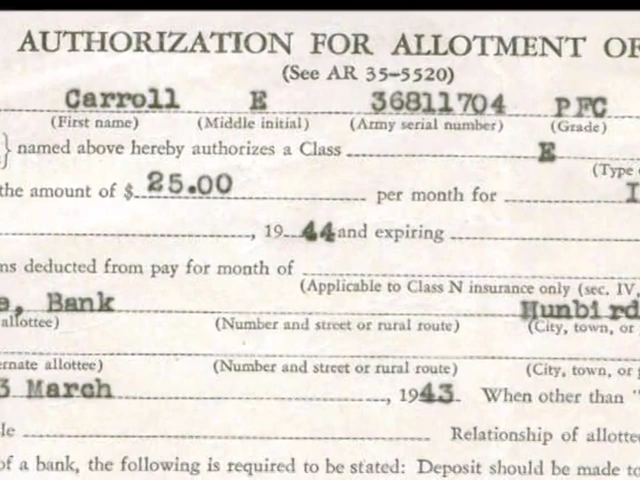 AUTHORIZATION FOR ALLOTMENT OF
(See AR 35-5520)
Carroll E 36811704 PFC
(First name) (Middle initial) (Army serial number) (Grade)
} named above hereby authorizes a Class E
(Type
the amount of $ 25.00 per month for
, 19 44 and expiring
ns deducted from pay for month of
(Applicable to Class N insurance only (sec. IV,
e, Bank Hunbird
allottee) (Number and street or rural route) (City, town, or
ernate allottee) (Number and street or rural route) (City, town, or
3 March , 1943. When other than "
le Relationship of allotte
of a bank, the following is required to be stated: Deposit should be made to